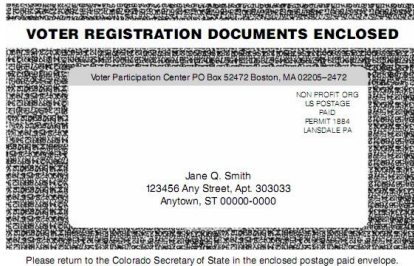 VOTER REGISTRATION DOCUMENTS ENCLOSED
Voter Participation Center PO Box 52472 Boston, MA 02205-2472
NON PROFIT ORG
US POSTAGE
PAID
PERMIT 1884
LANSDALE PA
Jane Q. Smith
123456 Any Street, Apt. 303033
Anytown, ST 00000-0000
Please return to the Colorado Secretary of State in the enclosed postage paid envelope.